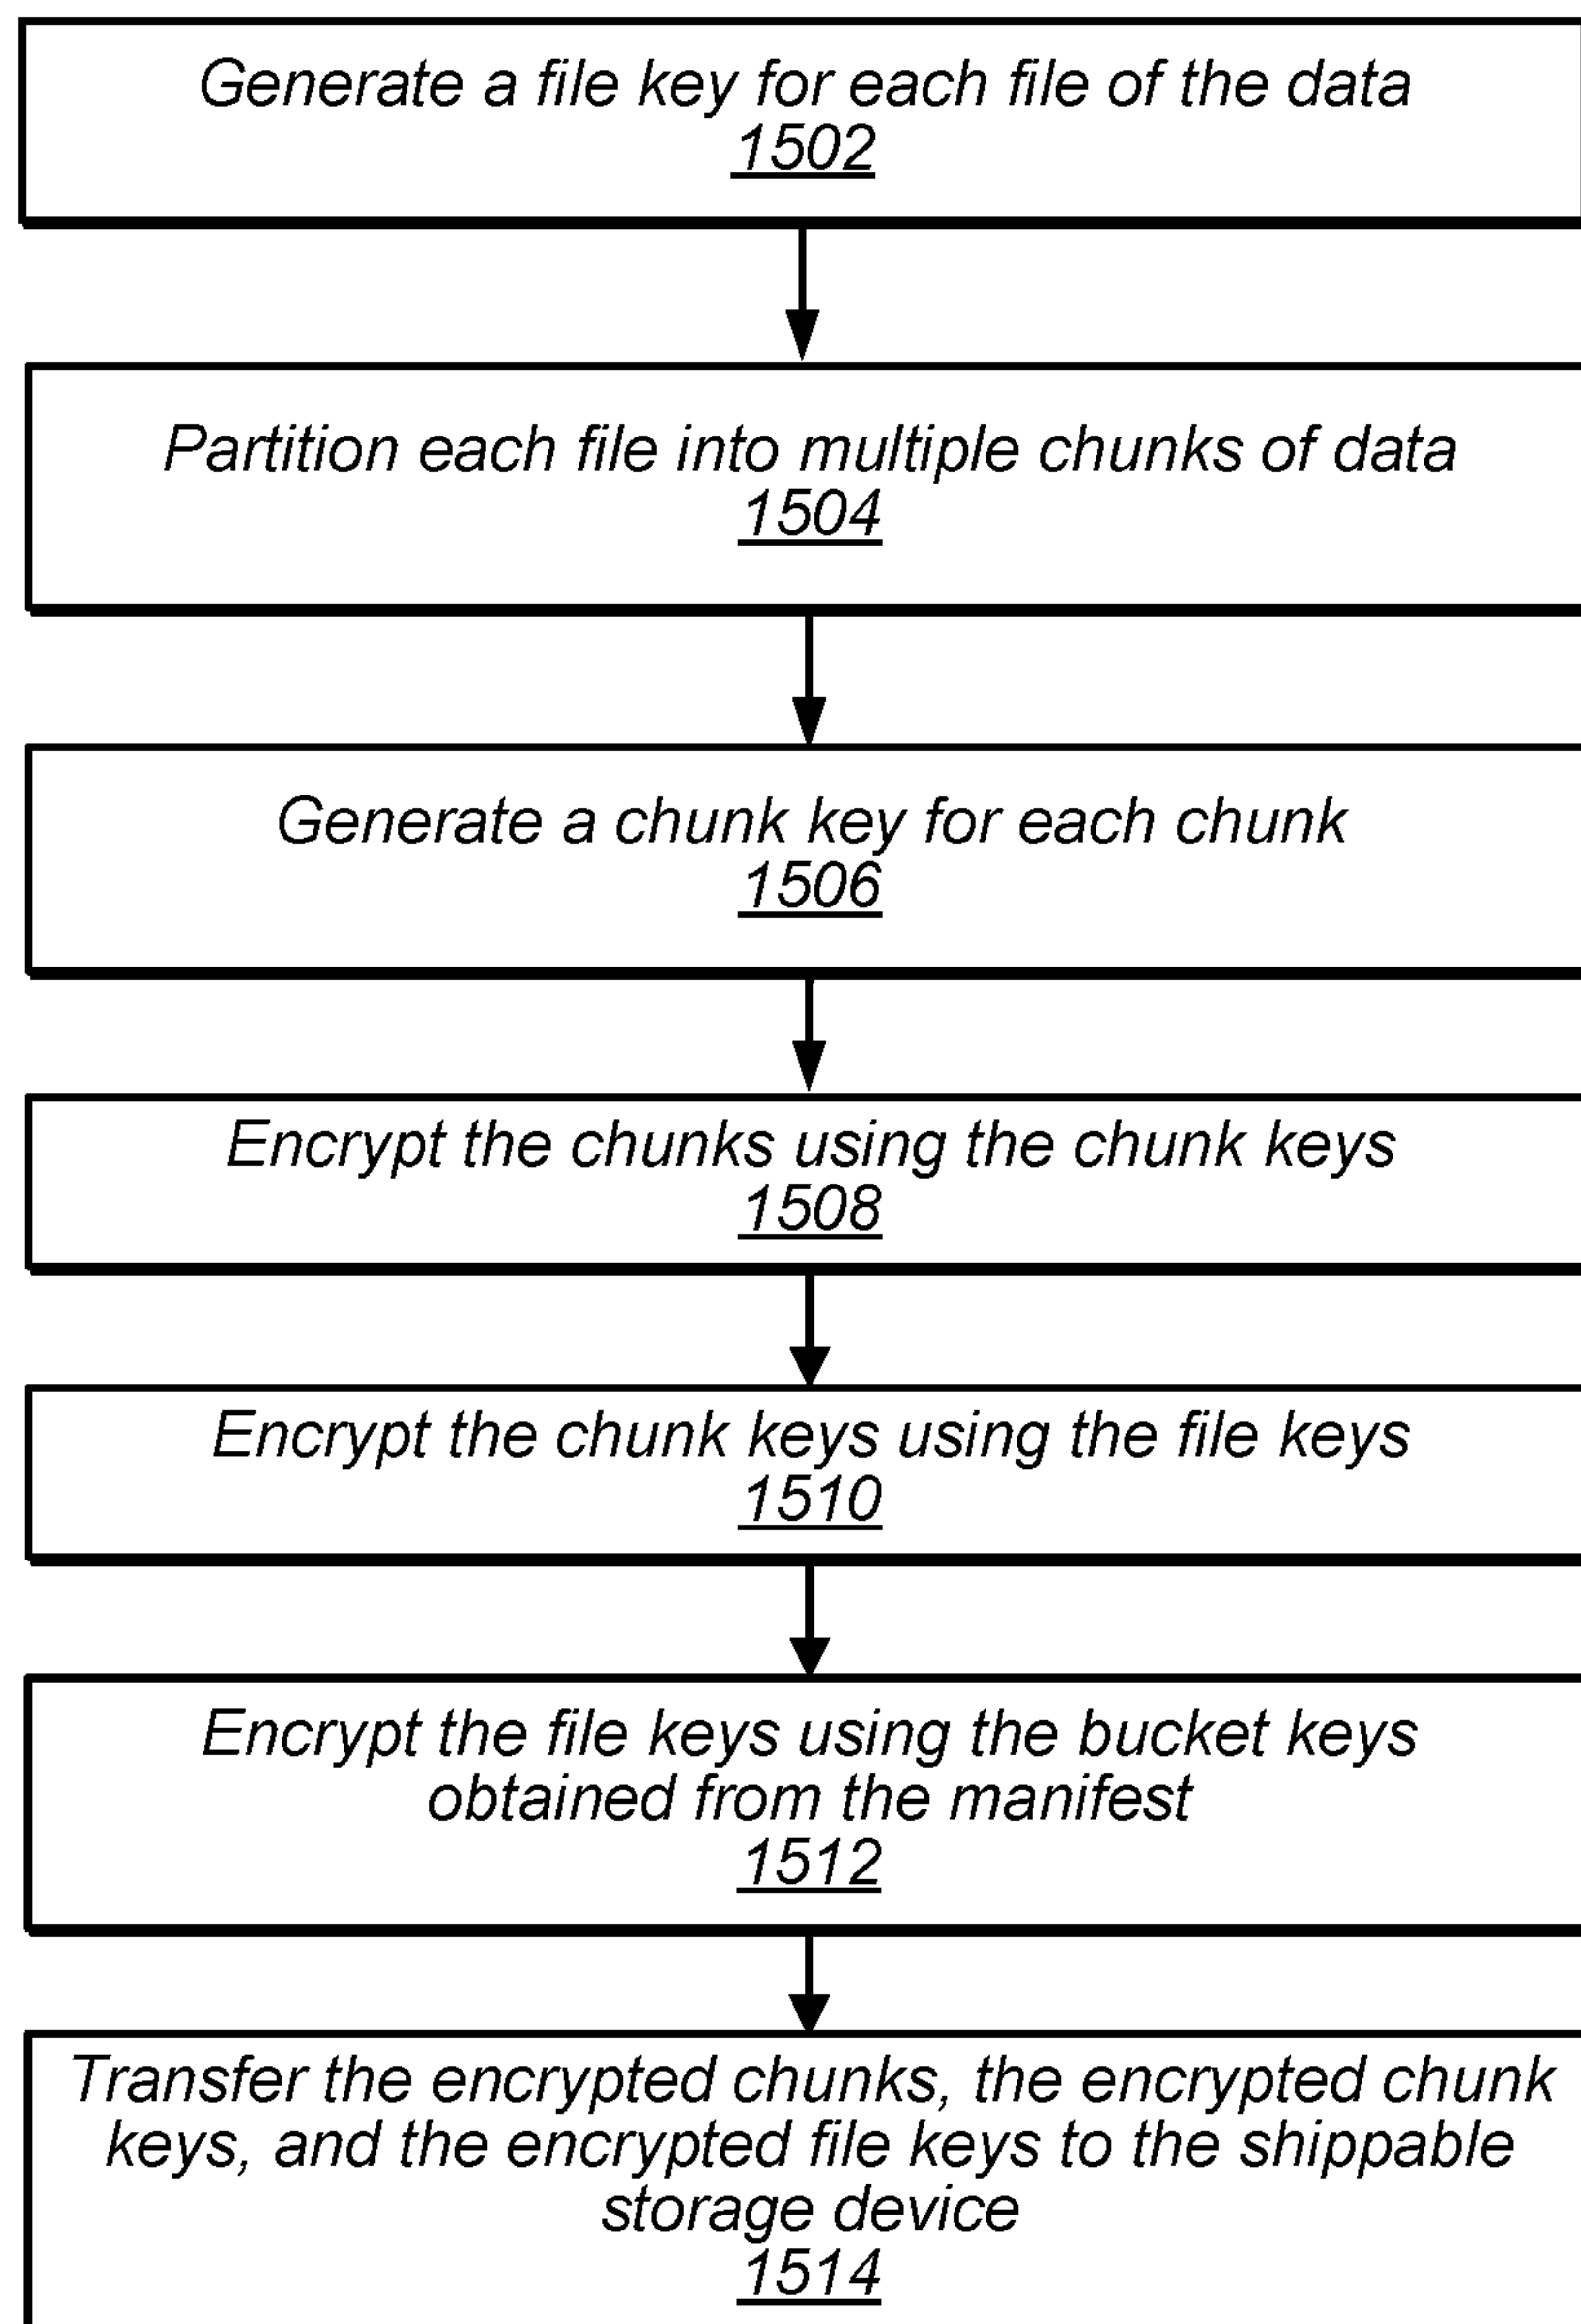 Generate a file key for each file of the data
1502
Partition each file into multiple chunks of data
1504
Generate a chunk key for each chunk
1506
Encrypt the chunks using the chunk keys
1508
Encrypt the chunk keys using the file keys
1510
Encrypt the file keys using the bucket keys
obtained from the manifest
1512
Transfer the encrypted chunks, the encrypted chunk
keys, and the encrypted file keys to the shippable
storage device
1514